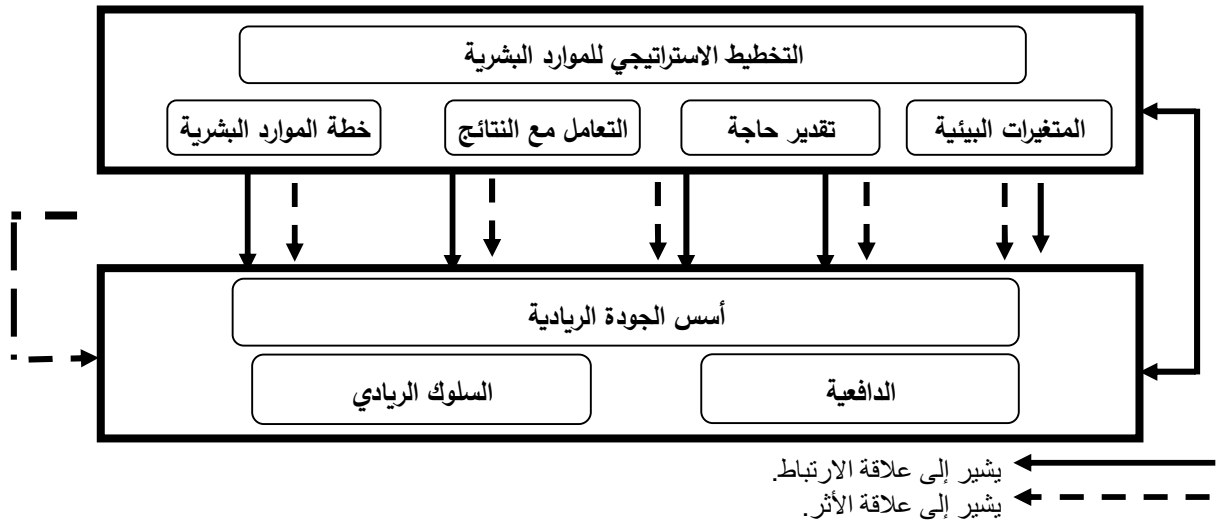 التخطيط الاستراتيجي للموارد البشرية
المتغيرات البيئية
تقدير حاجة
التعامل مع النتائج
خطة الموارد البشرية
أسس الجودة الريادية
الدافعية
السلوك الريادي
يشير إلى علاقة الارتباط.
يشير إلى علاقة الأثر.